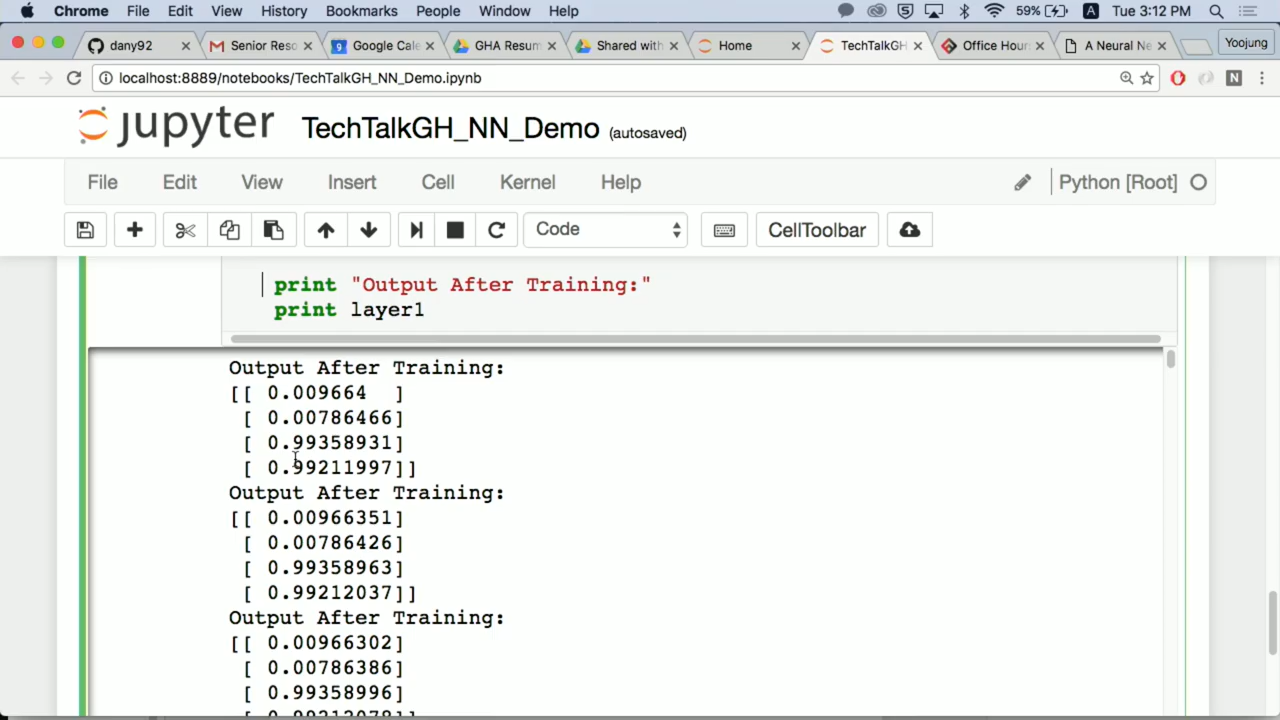 Chrome File Edit View History Bookmarks People Window Help 59% A Tue 3:12 PM
dany92 Senior Reso Google Cale GHA Resum Shared with Home TechTalkGH Office Hour A Neural Ne Yoojung
localhost:8889/notebooks/TechTalkGH_NN_Demo.ipynb
jupyter TechTalkGH_NN_Demo (autosaved)
File Edit View Insert Cell Kernel Help Python [Root]
Code CellToolbar
print "Output After Training:"
print layer1
Output After Training:
[[ 0.009664 ]
[ 0.00786466]
[ 0.99358931]
[ 0.99211997]]
Output After Training:
[[ 0.00966351]
[ 0.00786426]
[ 0.99358963]
[ 0.99212037]]
Output After Training:
[[ 0.00966302]
[ 0.00786386]
[ 0.99358996]
[ 0.99212078]]